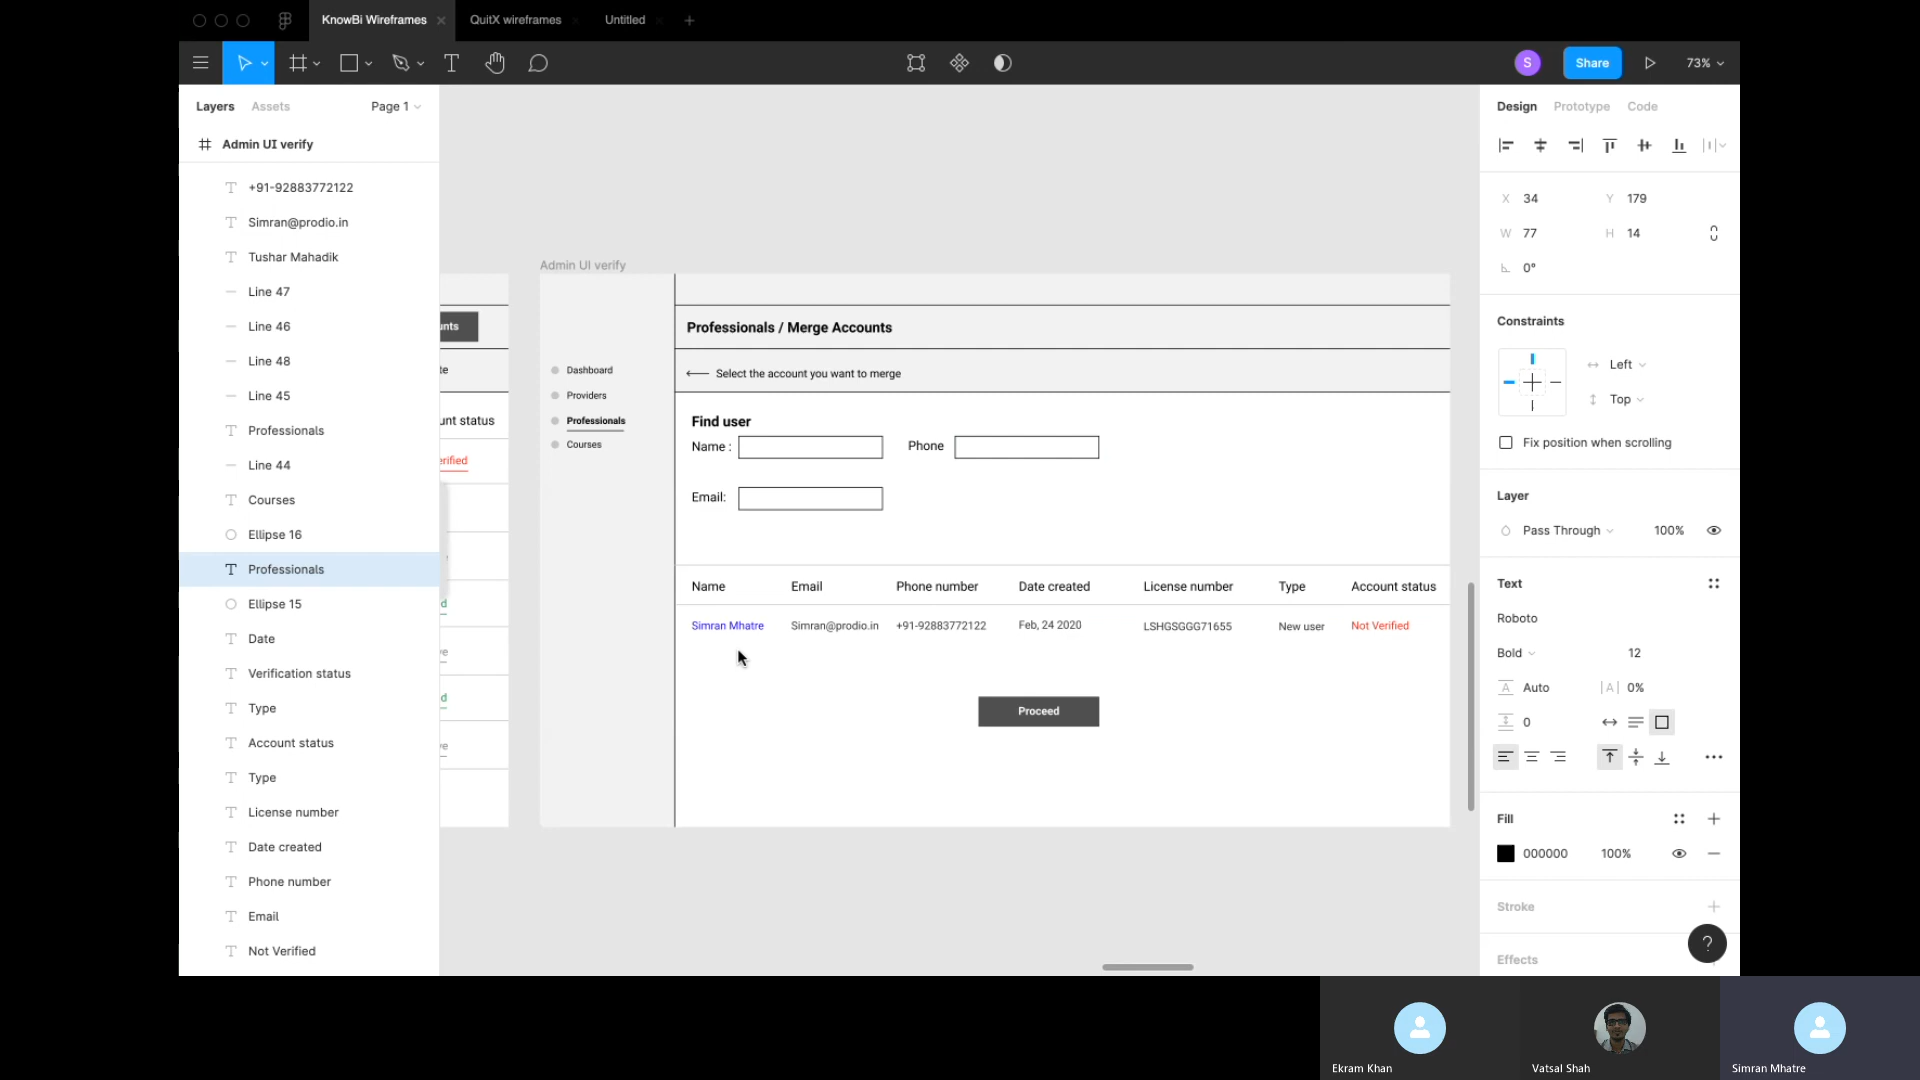 KnowBi Wireframes
QuitX wireframes
Untitled
S
Share
73%
Layers
Assets
Page 1
Admin UI verify
+91-92883772122
Simran@prodio.in
Tushar Mahadik
Line 47
Line 46
Line 48
Line 45
Professionals
Line 44
Courses
Ellipse 16
Professionals
Ellipse 15
Date
Verification status
Type
Account status
Type
License number
Date created
Phone number
Email
Not Verified
unts
te
unt status
erified
d
e
d
e
Admin UI verify
Dashboard
Providers
Professionals
Courses
Professionals / Merge Accounts
Select the account you want to merge
Find user
Name :
Phone
Email:
Name Email Phone number Date created License number Type Account status
Simran Mhatre Simran@prodio.in +91-92883772122 Feb, 24 2020 LSHGSGGG71655 New user Not Verified
Proceed
Design
Prototype
Code
X 34 Y 179
W 77 H 14
0°
Constraints
Left
Top
Fix position when scrolling
Layer
Pass Through 100%
Text
Roboto
Bold 12
A Auto |A| 0%
0
Fill
000000 100%
Stroke
Effects
?
Ekram Khan
Vatsal Shah
Simran Mhatre